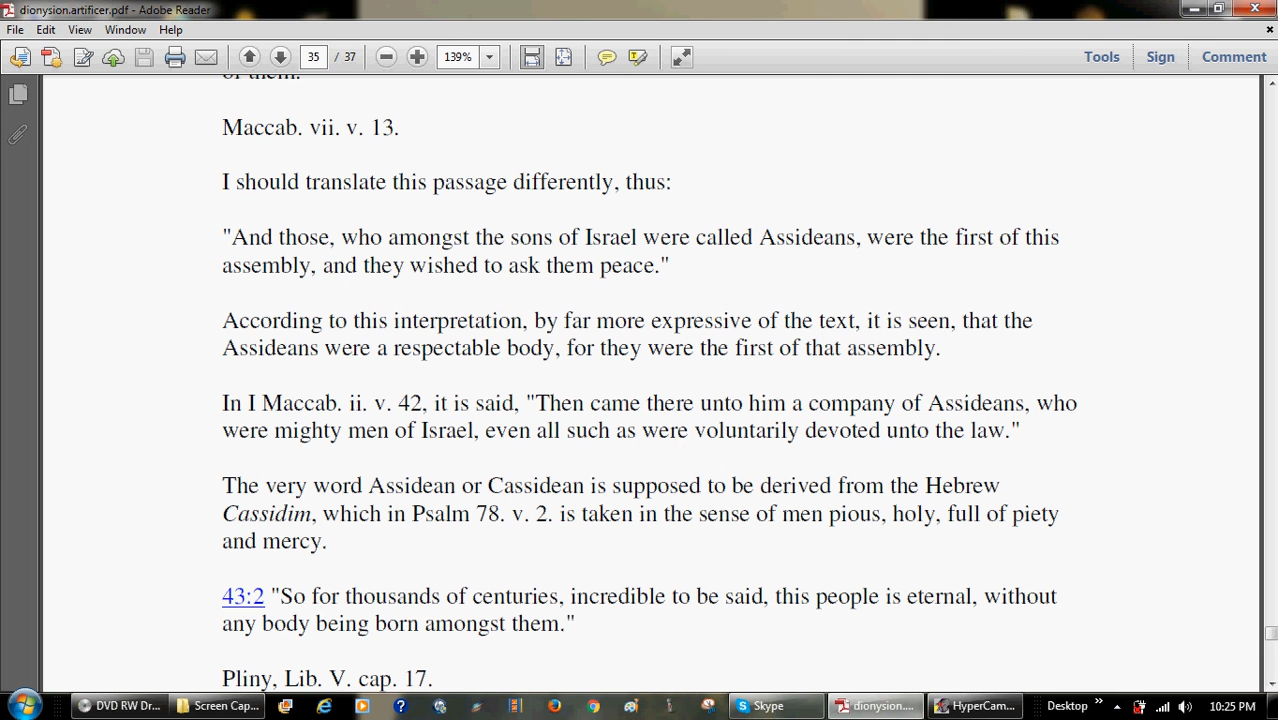 dionysion.artificer.pdf - Adobe Reader
File Edit View Window Help
35 / 37 139% Tools Sign Comment
of them.
Maccab. vii. v. 13.
I should translate this passage differently, thus:
"And those, who amongst the sons of Israel were called Assideans, were the first of this
assembly, and they wished to ask them peace."
According to this interpretation, by far more expressive of the text, it is seen, that the
Assideans were a respectable body, for they were the first of that assembly.
In I Maccab. ii. v. 42, it is said, "Then came there unto him a company of Assideans, who
were mighty men of Israel, even all such as were voluntarily devoted unto the law."
The very word Assidean or Cassidean is supposed to be derived from the Hebrew
Cassidim, which in Psalm 78. v. 2. is taken in the sense of men pious, holy, full of piety
and mercy.
43:2 "So for thousands of centuries, incredible to be said, this people is eternal, without
any body being born amongst them."
Pliny, Lib. V. cap. 17.
DVD RW Dr... Screen Cap... Skype dionysion.... HyperCam... Desktop » 10:25 PM